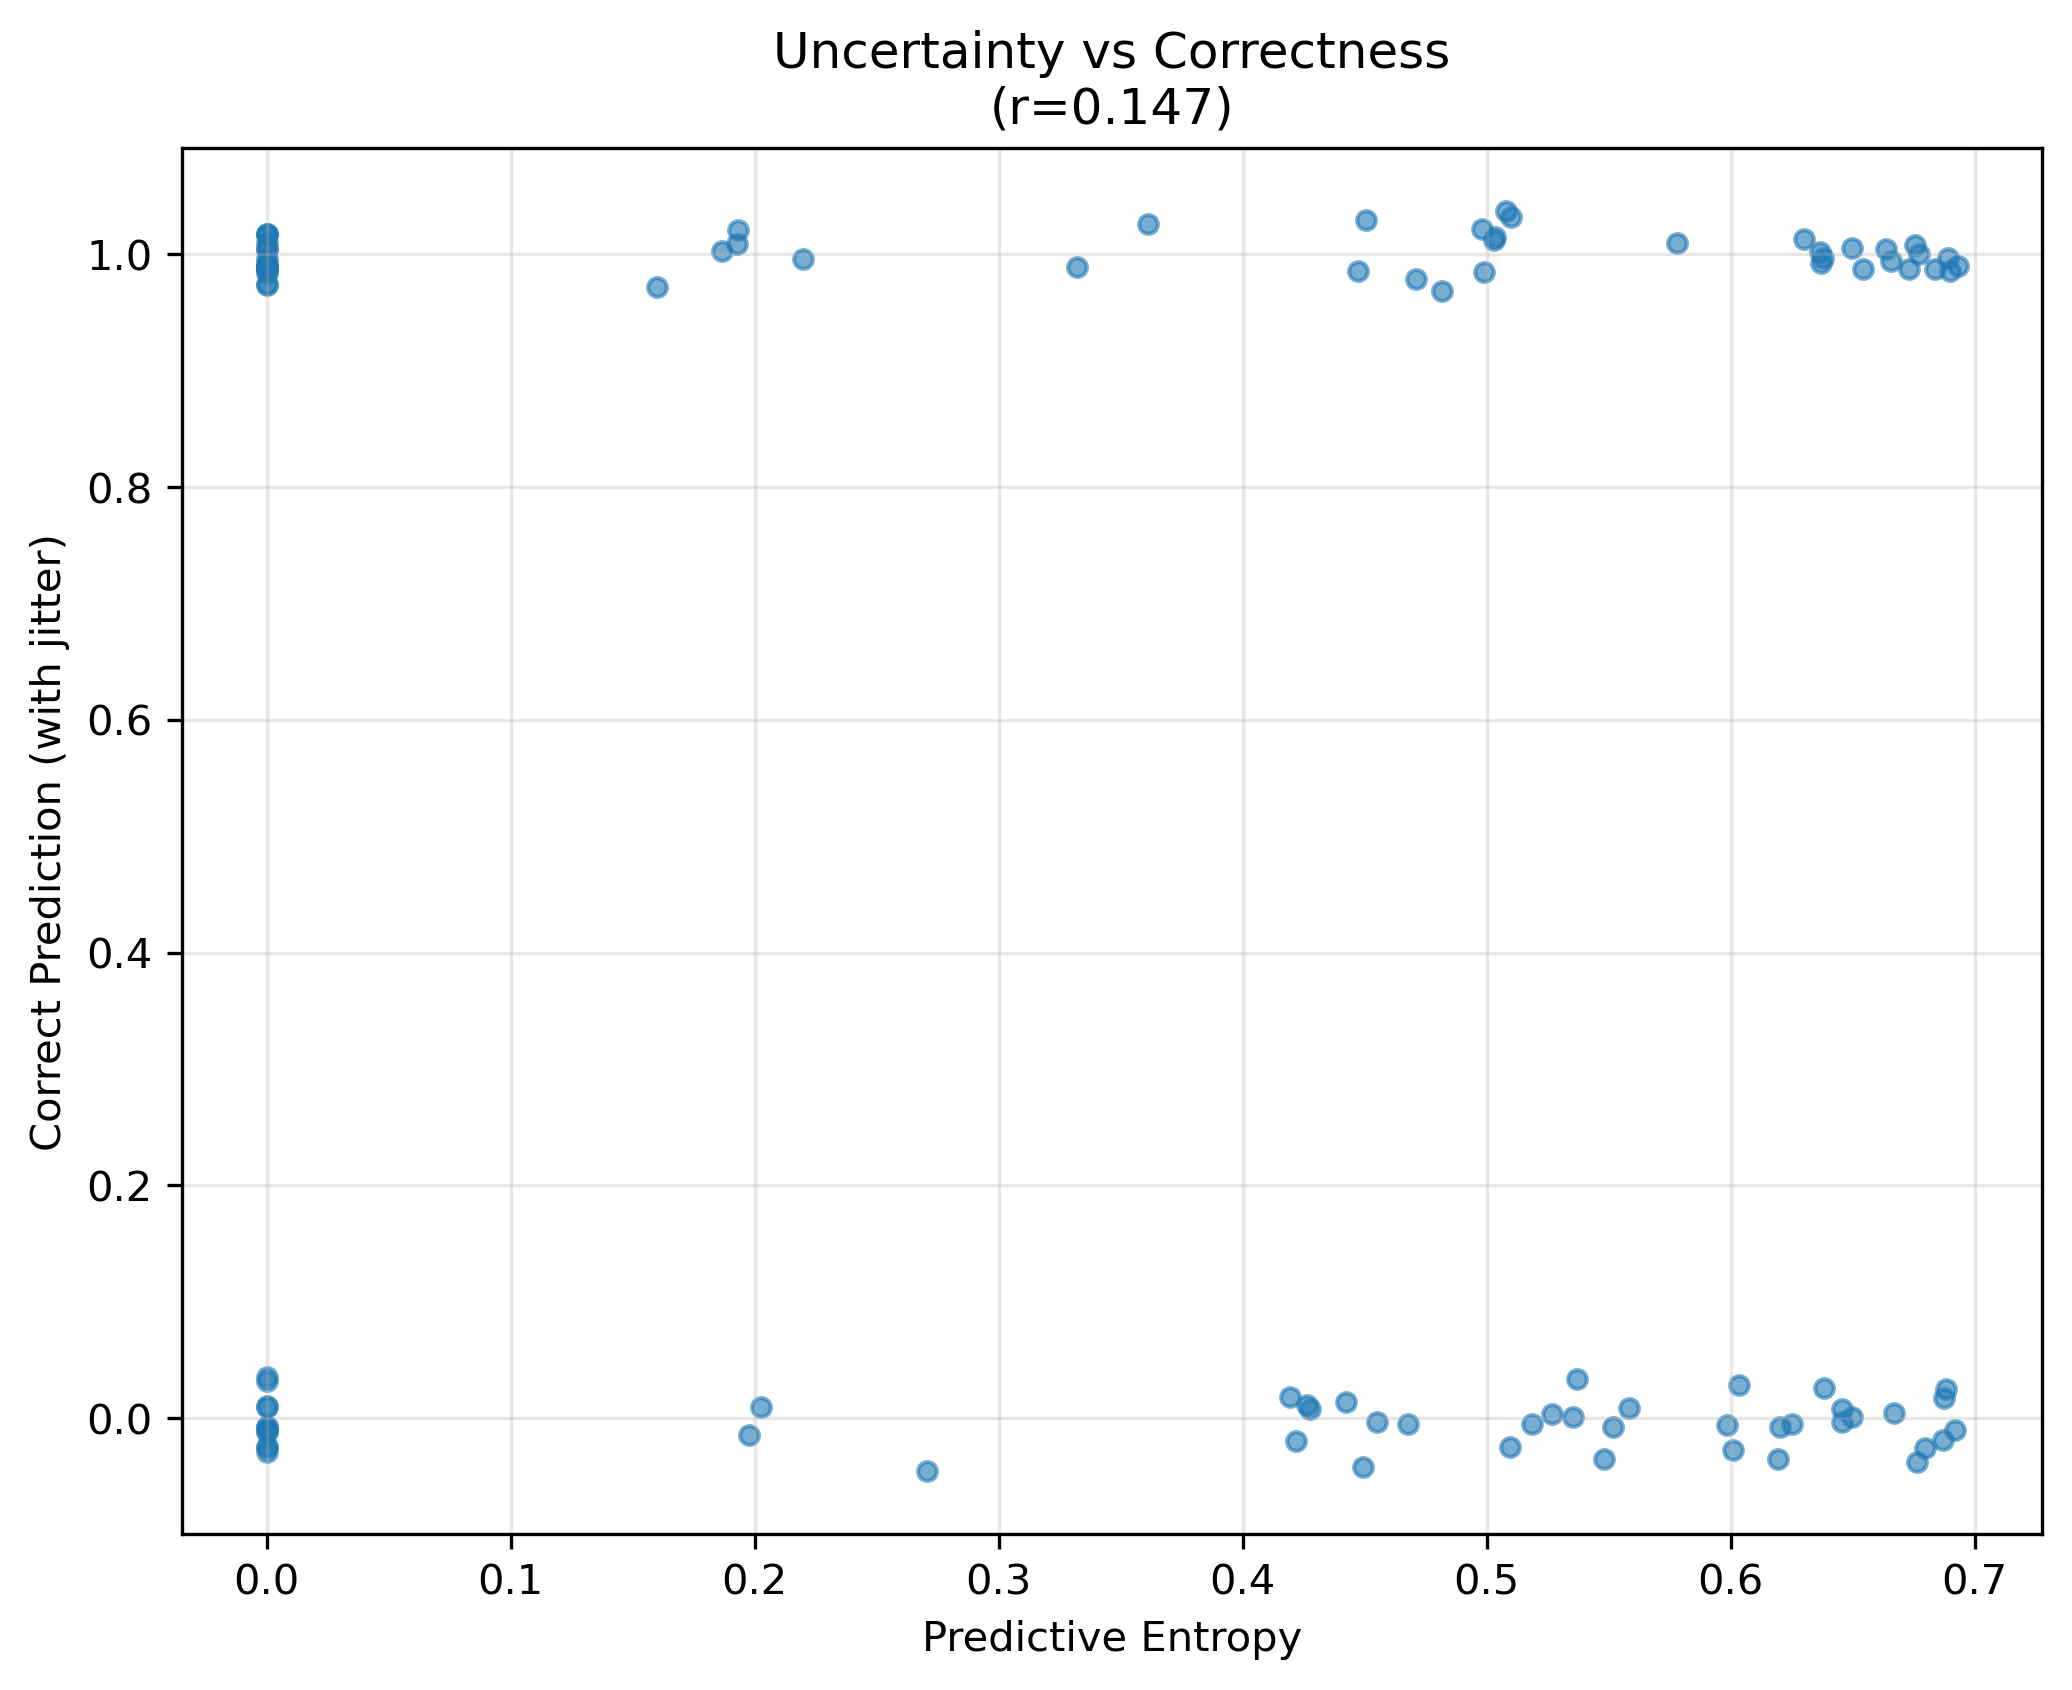 Uncertainty vs Correctness
(r=0.147)
Correct Prediction (with jitter)
1.0
0.8
0.6
0.4
0.2
0.0
0.0 0.1 0.2 0.3 0.4 0.5 0.6 0.7
Predictive Entropy